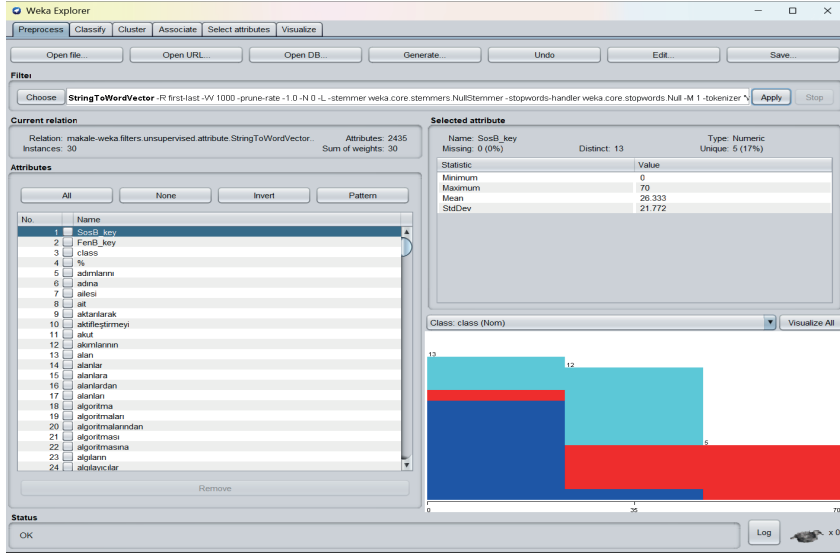 Weka Explorer
Preprocess Classify Cluster Associate Select attributes Visualize
Open file... Open URL... Open DB... Generate... Undo Edit... Save...
Filter
Choose StringToWordVector -R first-last -W 1000 -prune-rate -1.0 -N 0 -L -stemmer weka.core.stemmers.NullStemmer -stopwords-handler weka.core.stopwords.Null -M 1 -tokenizer "w Apply Stop
Current relation
Relation: makale-weka.filters.unsupervised.attribute.StringToWordVector... Attributes: 2435
Instances: 30 Sum of weights: 30
Attributes
All None Invert Pattern
No. Name
1 SosB_key
2 FenB_key
3 class
4 %
5 adımlarını
6 adına
7 ailesi
8 ait
9 aktarılarak
10 aktifleştirmeyi
11 akut
12 akımlarının
13 alan
14 alanlar
15 alanlara
16 alanlardan
17 alanları
18 algoritma
19 algoritmaları
20 algoritmalarından
21 algoritması
22 algoritmasına
23 algıların
24 algılayıcılar
Remove
Selected attribute
Name: SosB_key Type: Numeric
Missing: 0 (0%) Distinct: 13 Unique: 5 (17%)
Statistic Value
Minimum 0
Maximum 70
Mean 26.333
StdDev 21.772
Class: class (Nom) Visualize All
13
12
5
0 35 70
Status
OK
Log x 0